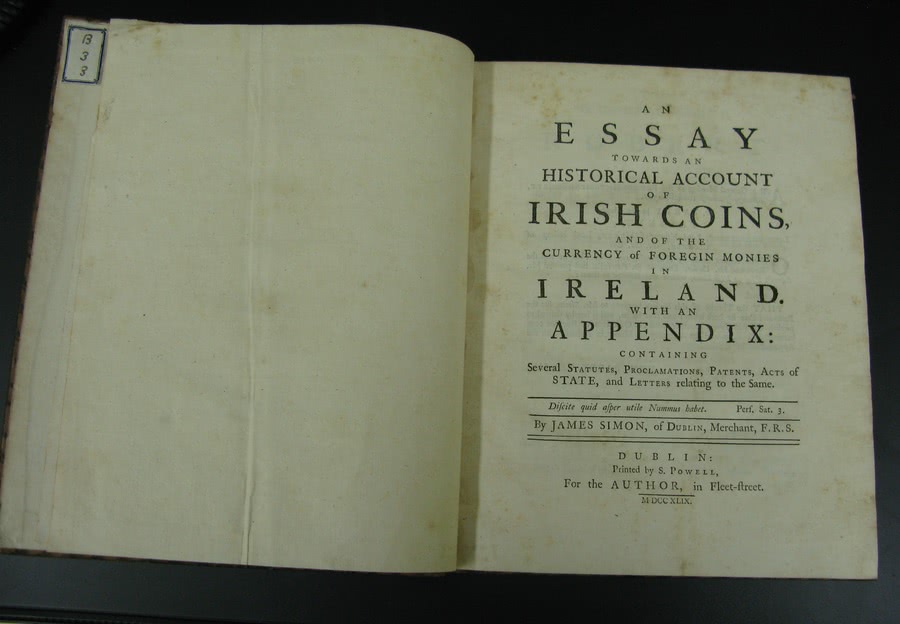 B
3
3
AN
ESSAY
TOWARDS AN
HISTORICAL ACCOUNT
OF
IRISH COINS,
AND OF THE
CURRENCY of FOREGIN MONIES
IN
IRELAND.
WITH AN
APPENDIX:
CONTAINING
Several STATUTES, PROCLAMATIONS, PATENTS, ACTS of
STATE, and LETTERS relating to the Same.
Diſcite quid aſper utile Nummus habet. Perſ. Sat. 3.
By JAMES SIMON, of DUBLIN, Merchant, F.R.S.
DUBLIN:
Printed by S. POWELL,
For the AUTHOR, in Fleet-ſtreet.
MDCCXLIX.